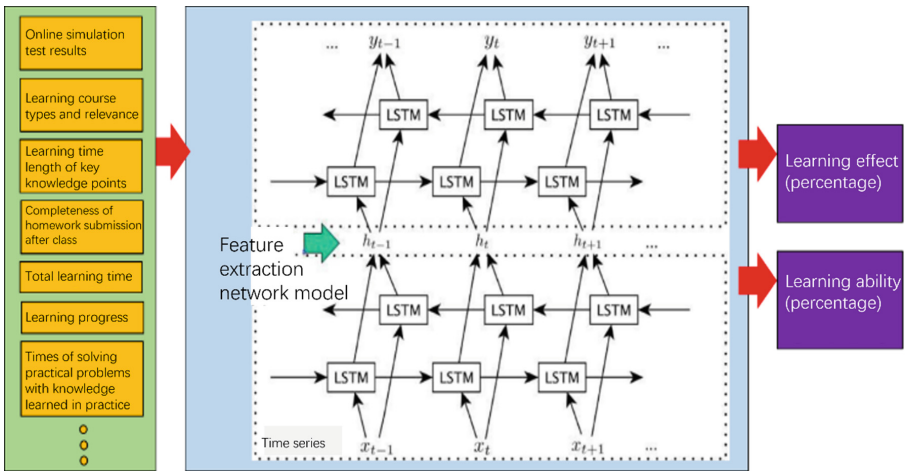 Online simulation
test results
Learning course
types and relevance
Learning time
length of key
knowledge points
Completeness of
homework submission
after class
Total learning time
Learning progress
Times of solving
practical problems
with knowledge
learned in practice
... y_{t-1} y_t y_{t+1} ...
LSTM LSTM LSTM
LSTM LSTM LSTM
Feature
extraction
network model
h_{t-1} h_t h_{t+1} ...
LSTM LSTM LSTM
LSTM LSTM LSTM
Time series
x_{t-1} x_t x_{t+1} ...
Learning effect
(percentage)
Learning ability
(percentage)